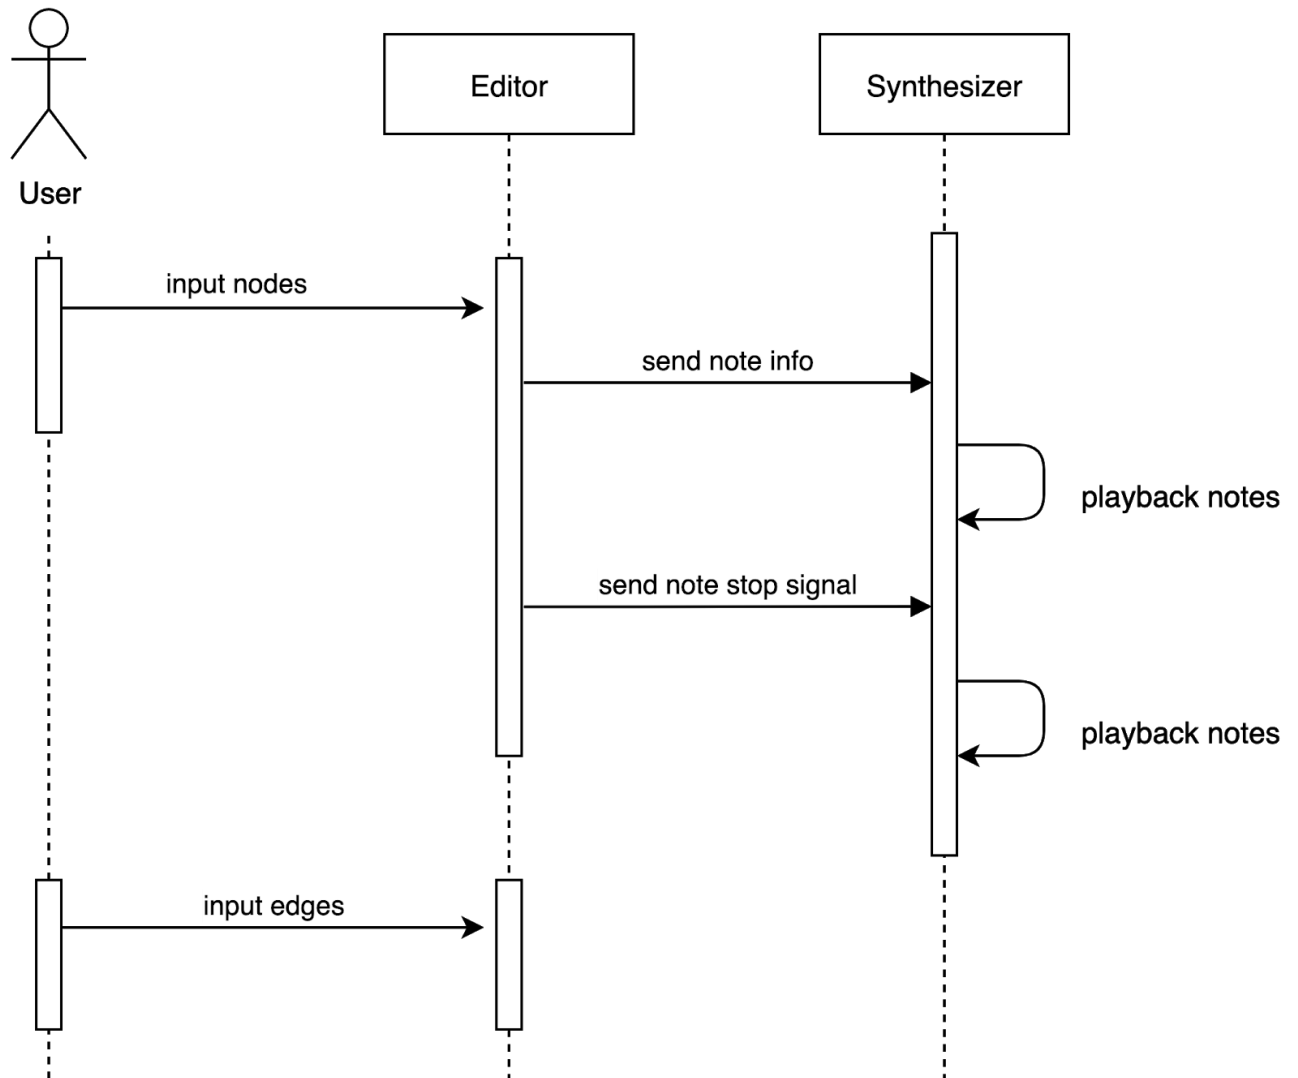 Editor
Synthesizer
User
input nodes
send note info
playback notes
send note stop signal
playback notes
input edges